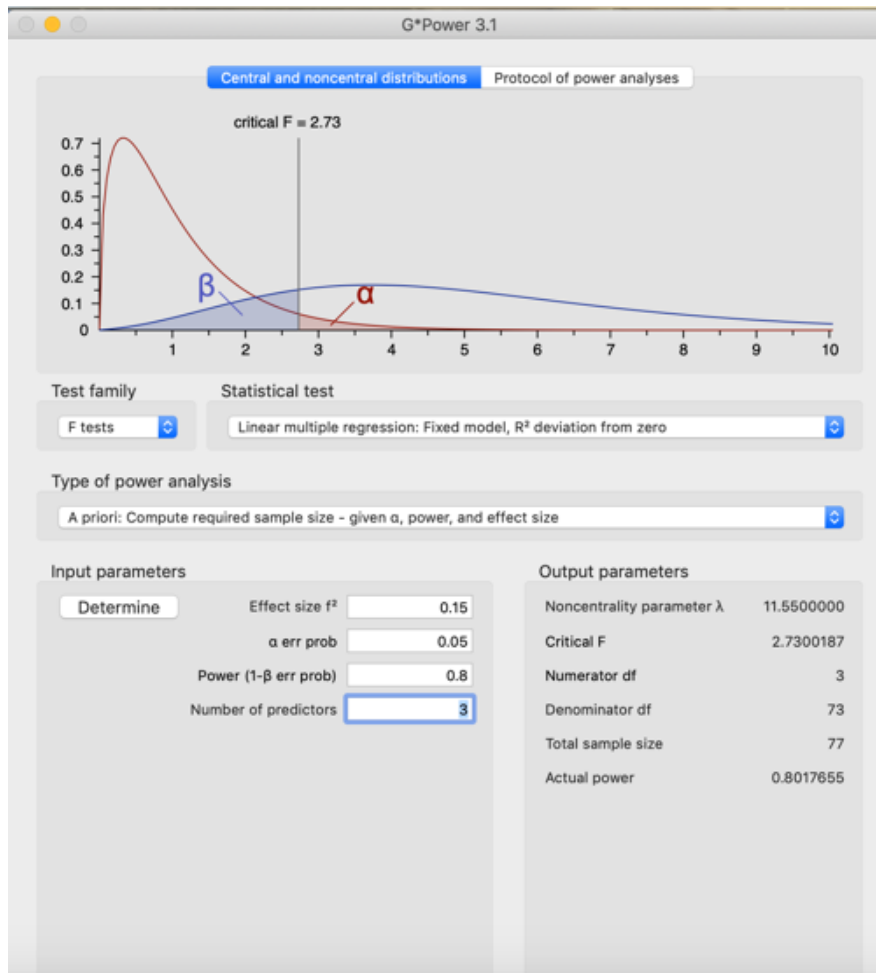 G*Power 3.1
Central and noncentral distributions Protocol of power analyses
critical F = 2.73
0.7
0.6
0.5
0.4
0.3
0.2
0.1
0
β
α
1 2 3 4 5 6 7 8 9 10
Test family Statistical test
F tests Linear multiple regression: Fixed model, R² deviation from zero
Type of power analysis
A priori: Compute required sample size - given α, power, and effect size
Input parameters Output parameters
Determine Effect size f² 0.15 Noncentrality parameter λ 11.5500000
α err prob 0.05 Critical F 2.7300187
Power (1-β err prob) 0.8 Numerator df 3
Number of predictors 3 Denominator df 73
Total sample size 77
Actual power 0.8017655